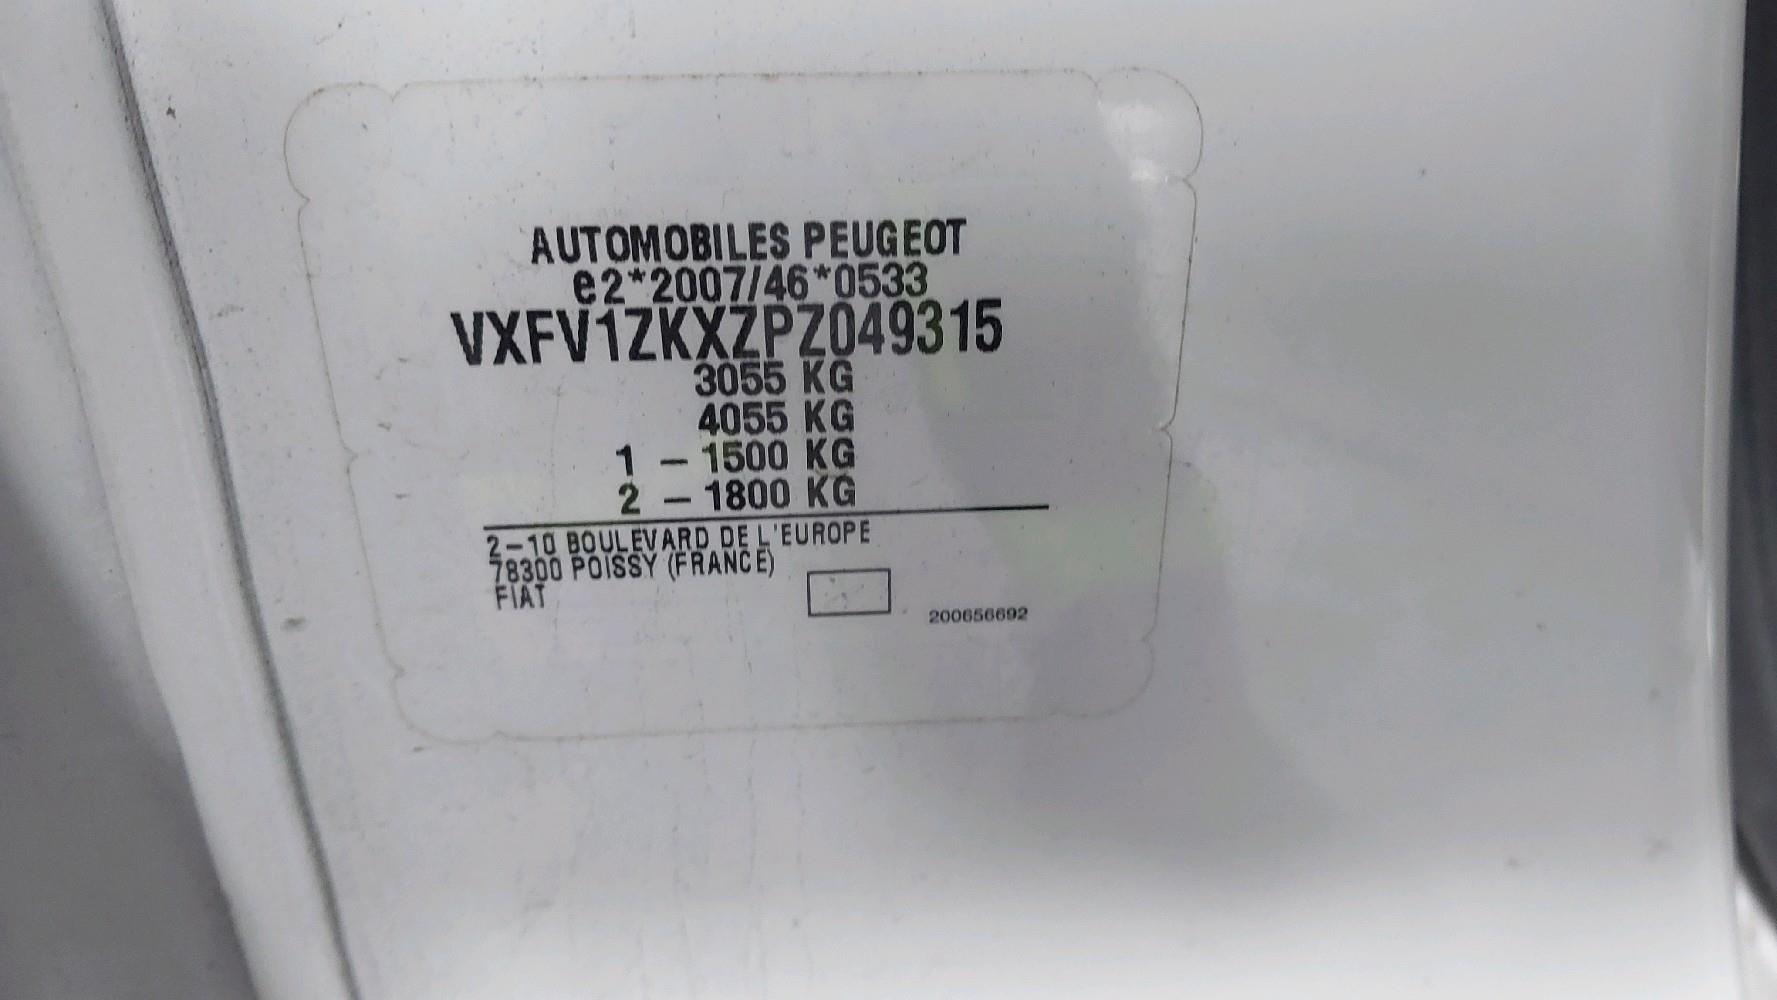 AUTOMOBILES PEUGEOT
e2*2007/46*0533
VXFV1ZKXZPZ049315
3055 KG
4055 KG
1 – 1500 KG
2 – 1800 KG
2–10 BOULEVARD DE L'EUROPE
78300 POISSY (FRANCE)
FIAT
200656692